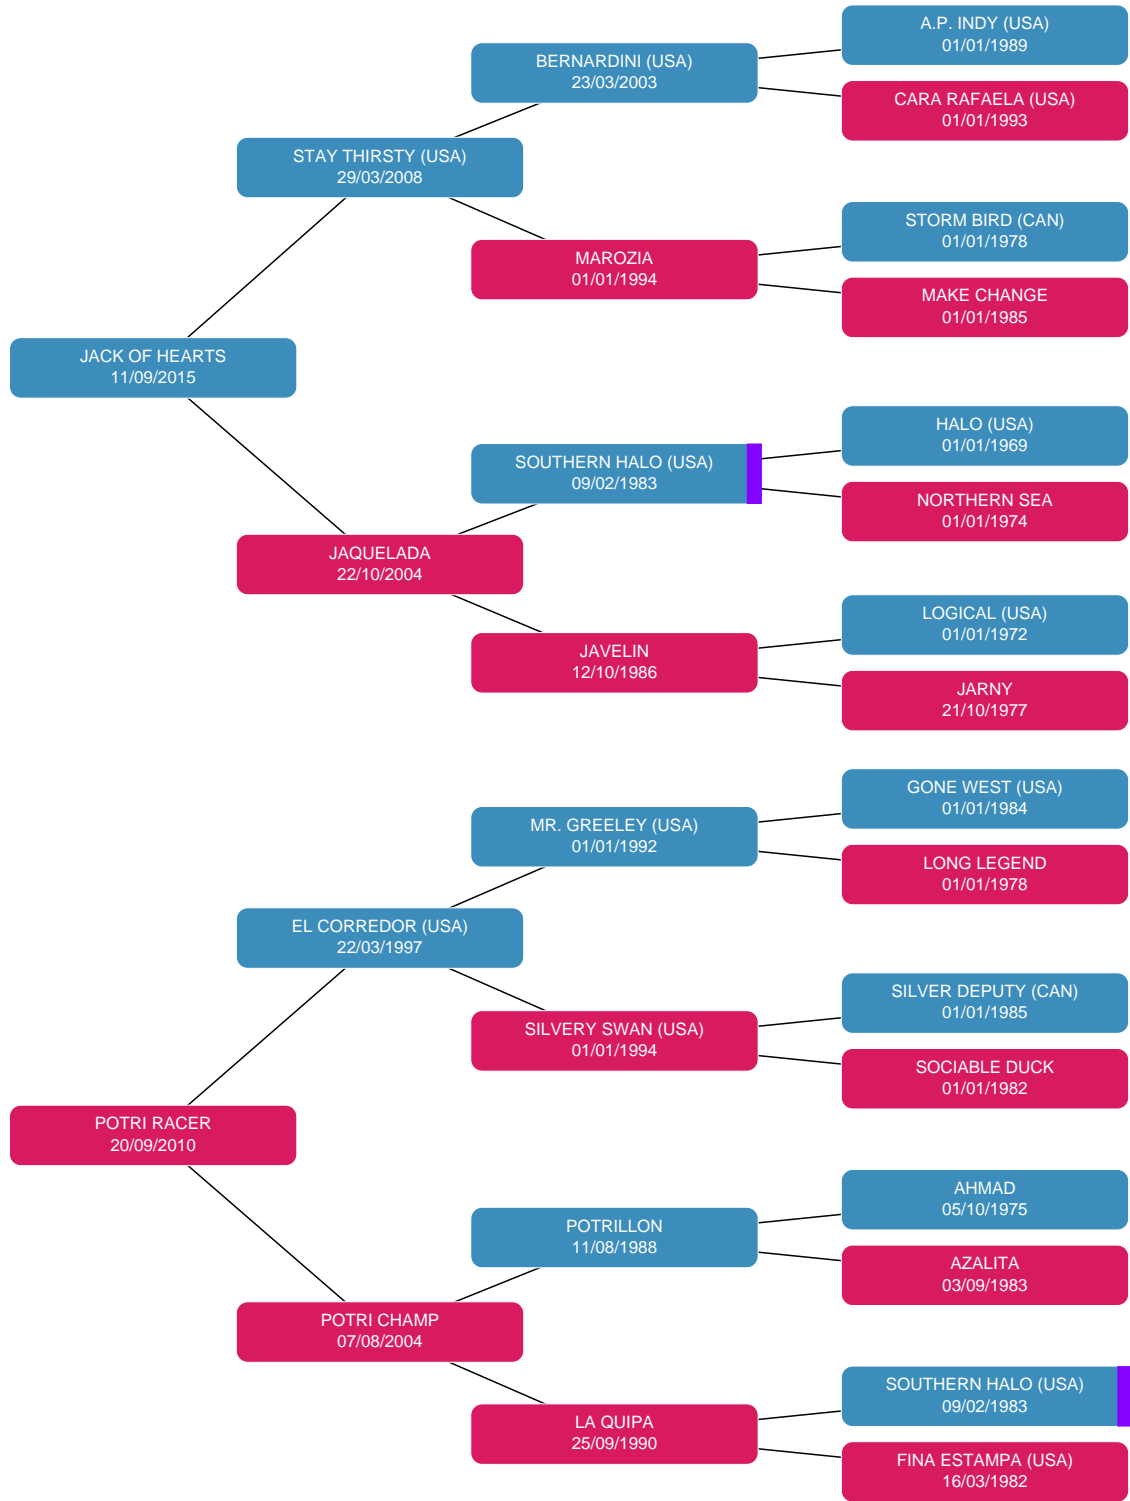 A.P. INDY (USA)
01/01/1989
BERNARDINI (USA)
23/03/2003
CARA RAFAELA (USA)
01/01/1993
STAY THIRSTY (USA)
29/03/2008
STORM BIRD (CAN)
01/01/1978
MAROZIA
01/01/1994
MAKE CHANGE
01/01/1985
JACK OF HEARTS
11/09/2015
HALO (USA)
01/01/1969
SOUTHERN HALO (USA)
09/02/1983
NORTHERN SEA
01/01/1974
JAQUELADA
22/10/2004
LOGICAL (USA)
01/01/1972
JAVELIN
12/10/1986
JARNY
21/10/1977
GONE WEST (USA)
01/01/1984
MR. GREELEY (USA)
01/01/1992
LONG LEGEND
01/01/1978
EL CORREDOR (USA)
22/03/1997
SILVER DEPUTY (CAN)
01/01/1985
SILVERY SWAN (USA)
01/01/1994
SOCIABLE DUCK
01/01/1982
POTRI RACER
20/09/2010
AHMAD
05/10/1975
POTRILLON
11/08/1988
AZALITA
03/09/1983
POTRI CHAMP
07/08/2004
SOUTHERN HALO (USA)
09/02/1983
LA QUIPA
25/09/1990
FINA ESTAMPA (USA)
16/03/1982